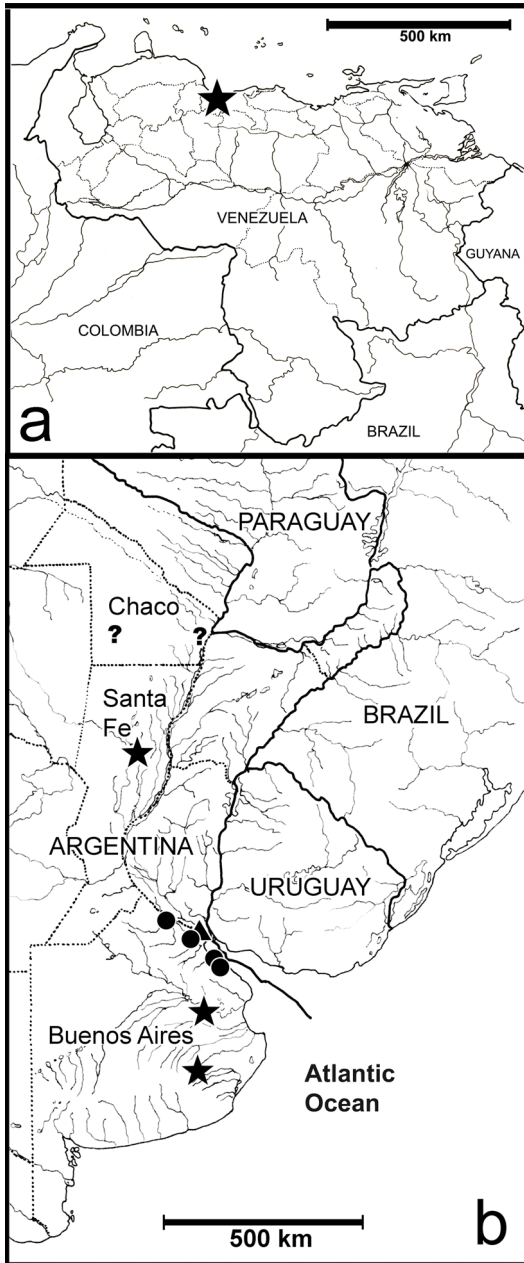 500 km
VENEZUELA
GUYANA
COLOMBIA
BRAZIL
a
PARAGUAY
Chaco
? ?
Santa
Fe
BRAZIL
ARGENTINA
URUGUAY
Buenos Aires
Atlantic
Ocean
500 km
b